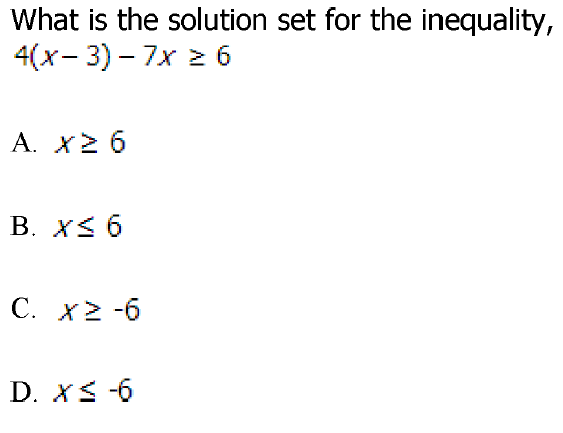 What is the solution set for the inequality,
4(x – 3) – 7x ≥ 6
A. x ≥ 6
B. x ≤ 6
C. x ≥ -6
D. x ≤ -6